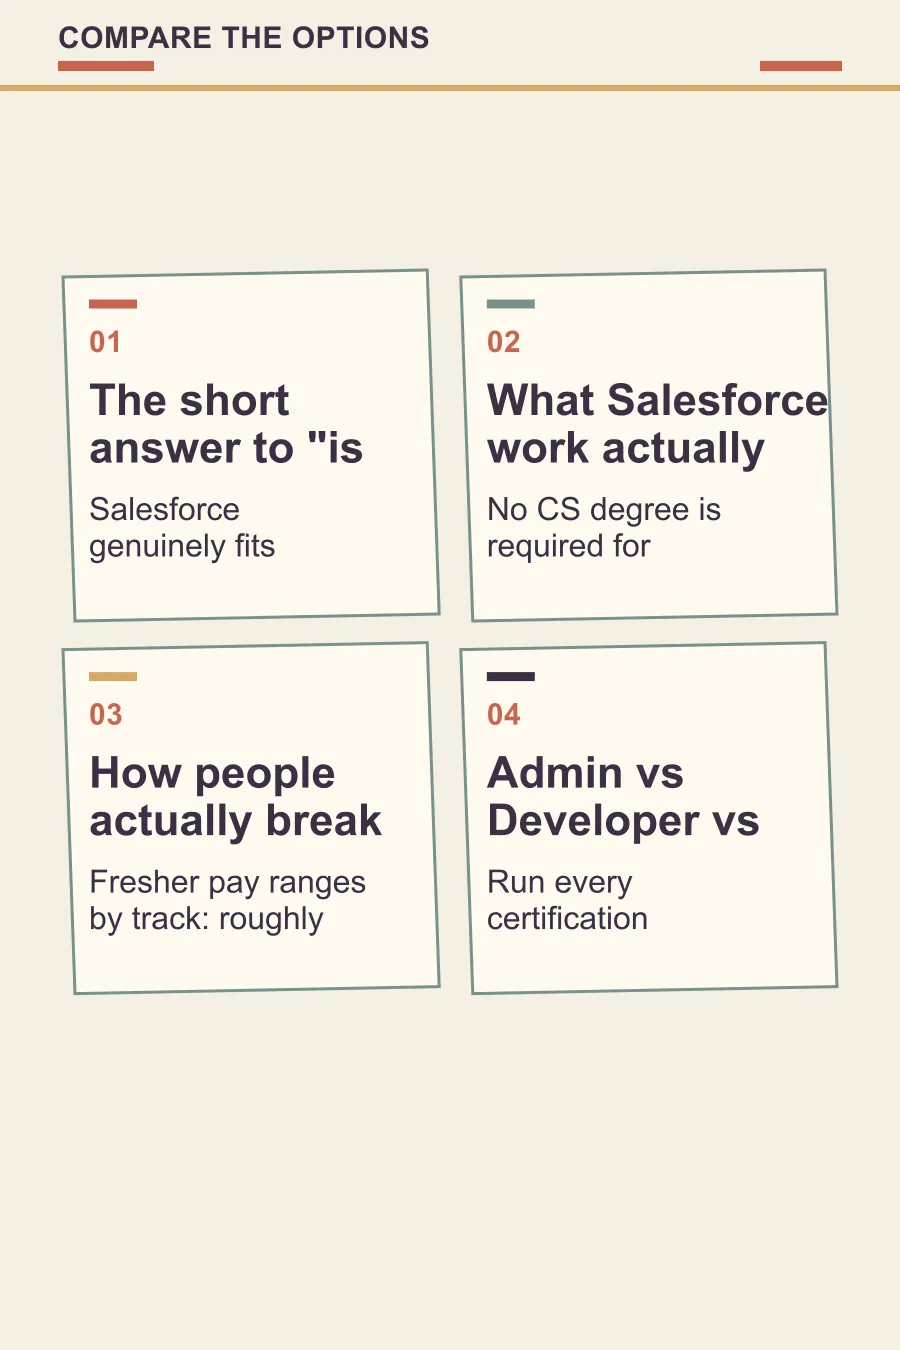 COMPARE THE OPTIONS
01
The short
answer to "is
Salesforce
genuinely fits
02
What Salesforce
work actually
No CS degree is
required for
03
How people
actually break
Fresher pay ranges
by track: roughly
04
Admin vs
Developer vs
Run every
certification